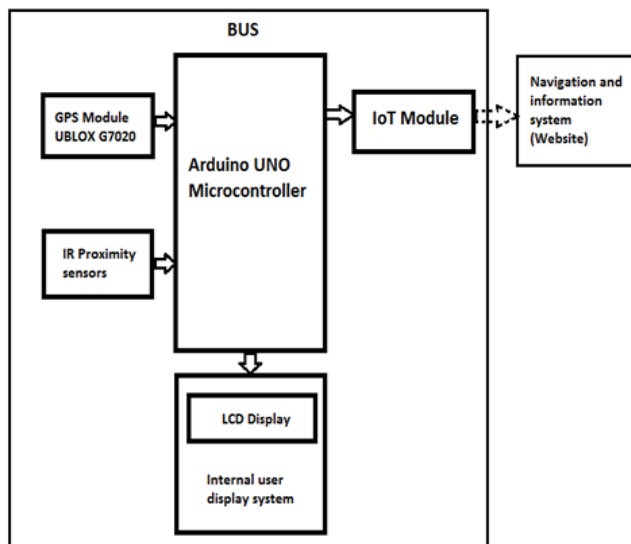 BUS
GPS Module
UBLOX G7020
Arduino UNO
Microcontroller
IoT Module
Navigation and
information
system
(Website)
IR Proximity
sensors
LCD Display
Internal user
display system